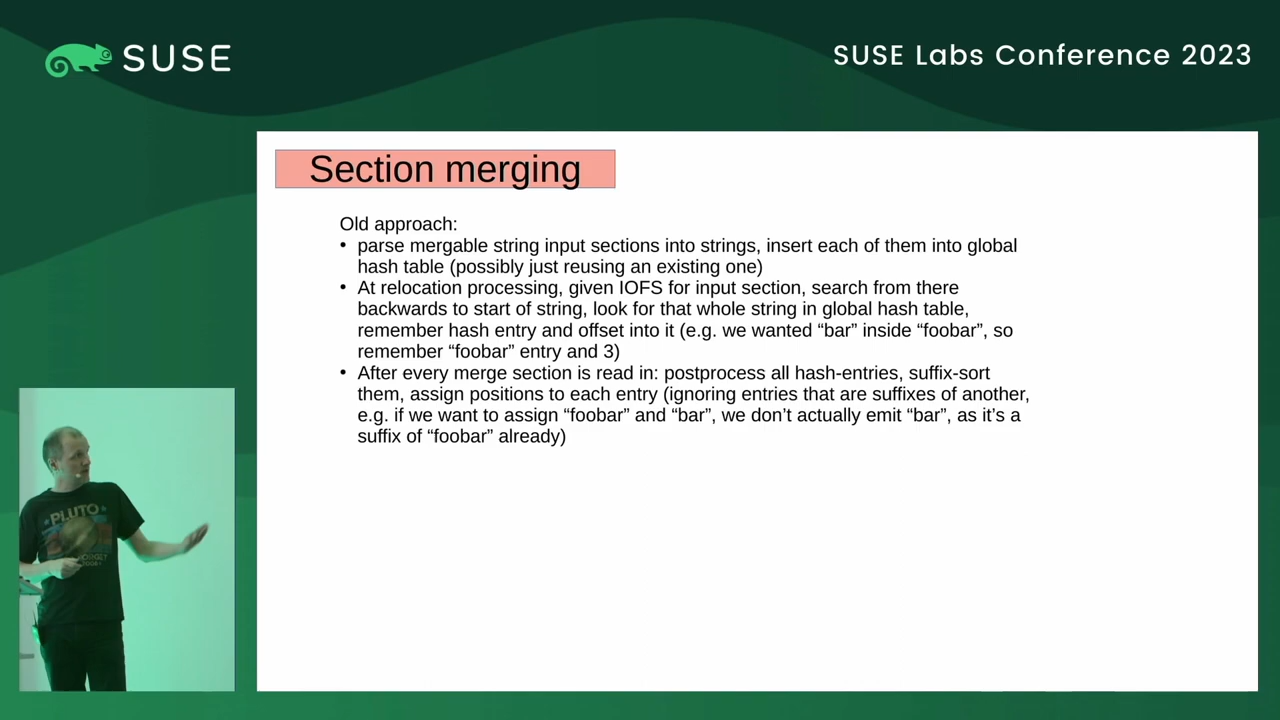 SUSE
SUSE Labs Conference 2023
Section merging
Old approach:
• parse mergable string input sections into strings, insert each of them into global
hash table (possibly just reusing an existing one)
• At relocation processing, given IOFS for input section, search from there
backwards to start of string, look for that whole string in global hash table,
remember hash entry and offset into it (e.g. we wanted “bar” inside “foobar”, so
remember “foobar” entry and 3)
• After every merge section is read in: postprocess all hash-entries, suffix-sort
them, assign positions to each entry (ignoring entries that are suffixes of another,
e.g. if we want to assign “foobar” and “bar”, we don’t actually emit “bar”, as it’s a
suffix of “foobar” already)
PLUTO